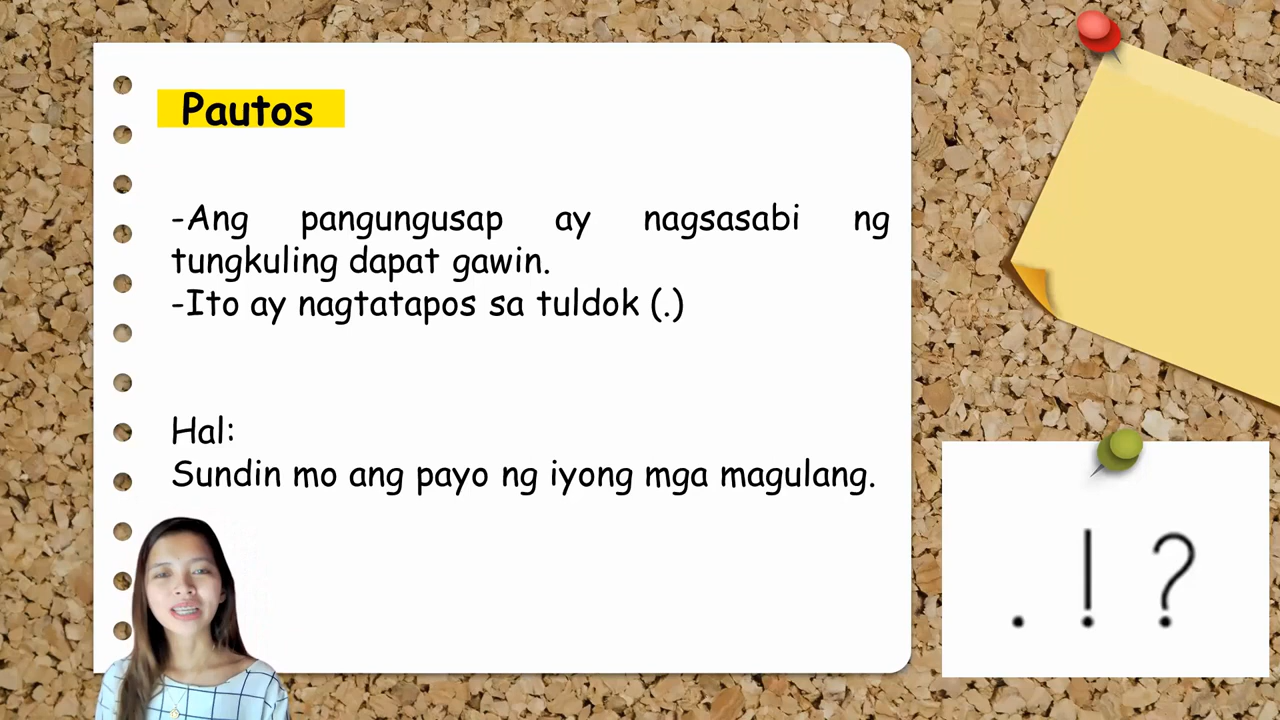 Pautos
-Ang pangungusap ay nagsasabi ng
tungkuling dapat gawin.
-Ito ay nagtatapos sa tuldok (.)
Hal:
Sundin mo ang payo ng iyong mga magulang.
. ! ?